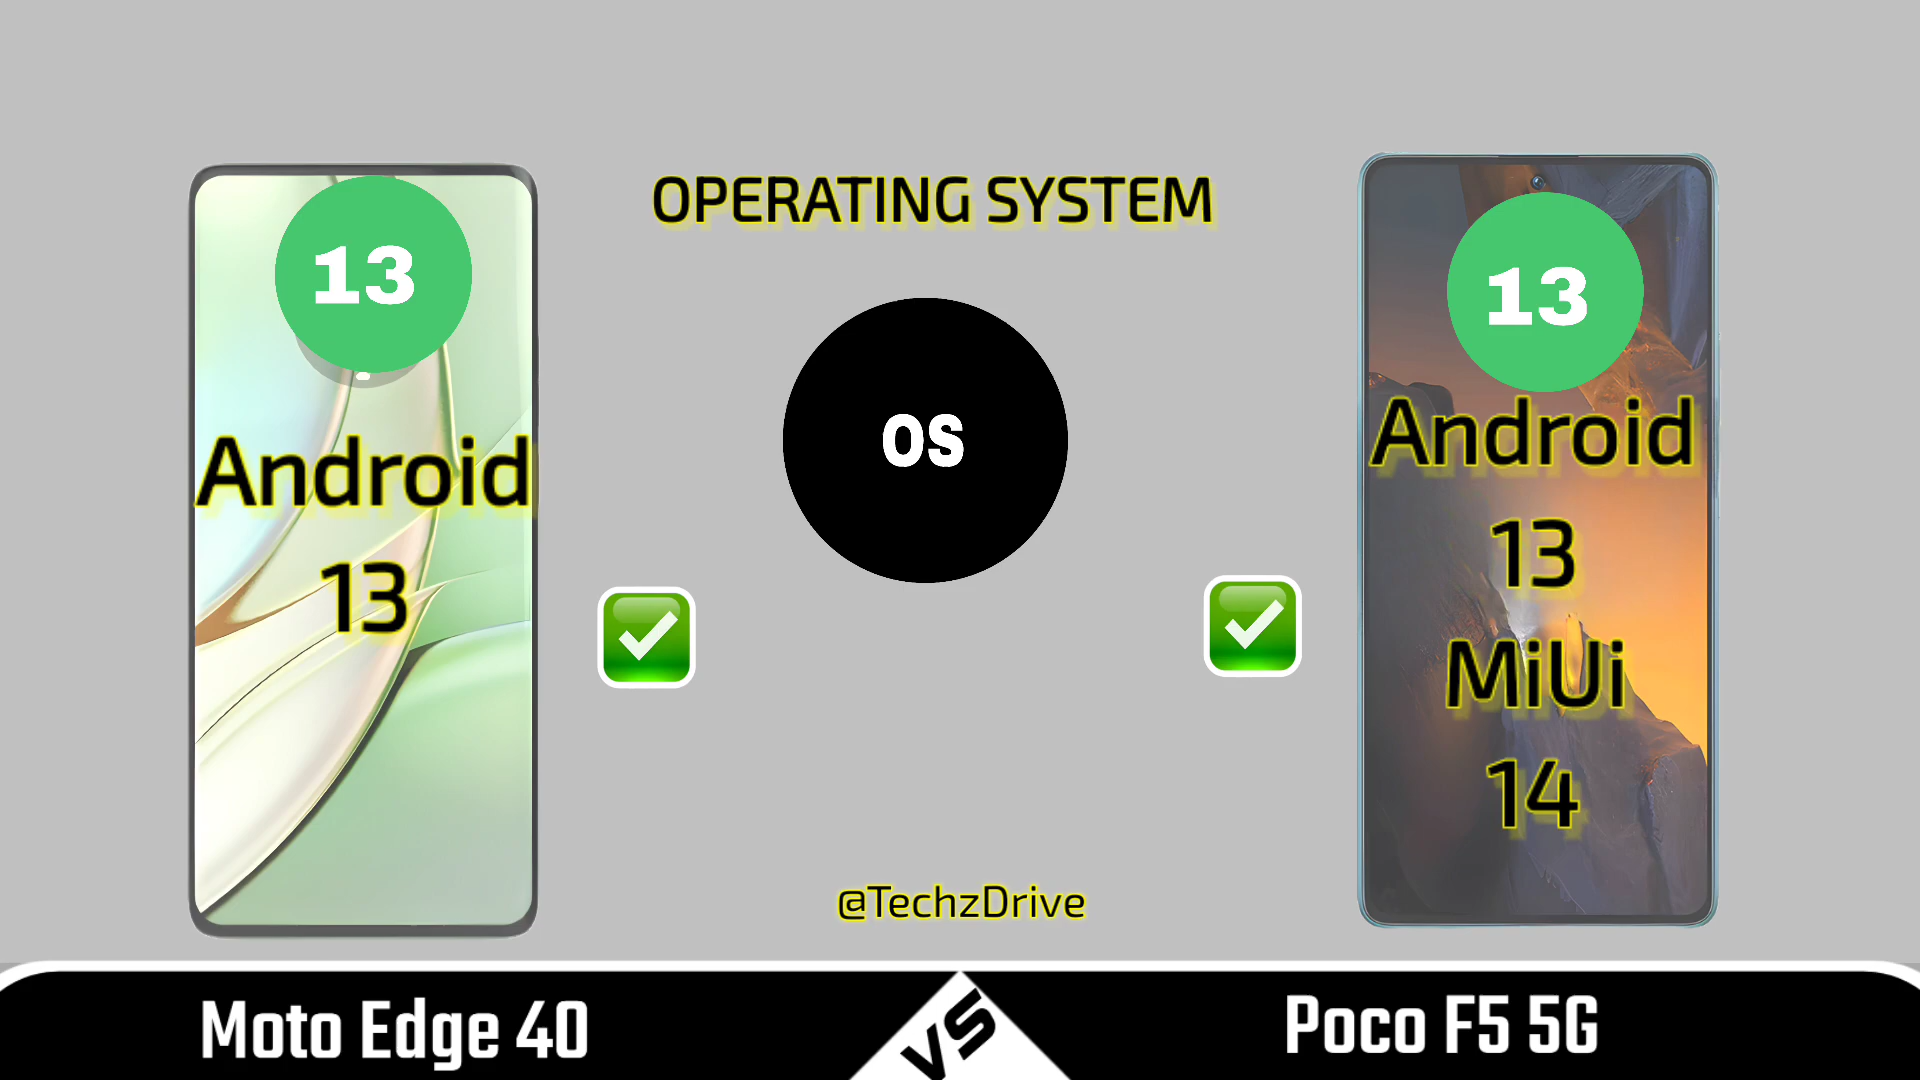 OPERATING SYSTEM
13
Android
13
OS
13
Android
13
MiUi
14
@TechzDrive
Moto Edge 40
VS
Poco F5 5G